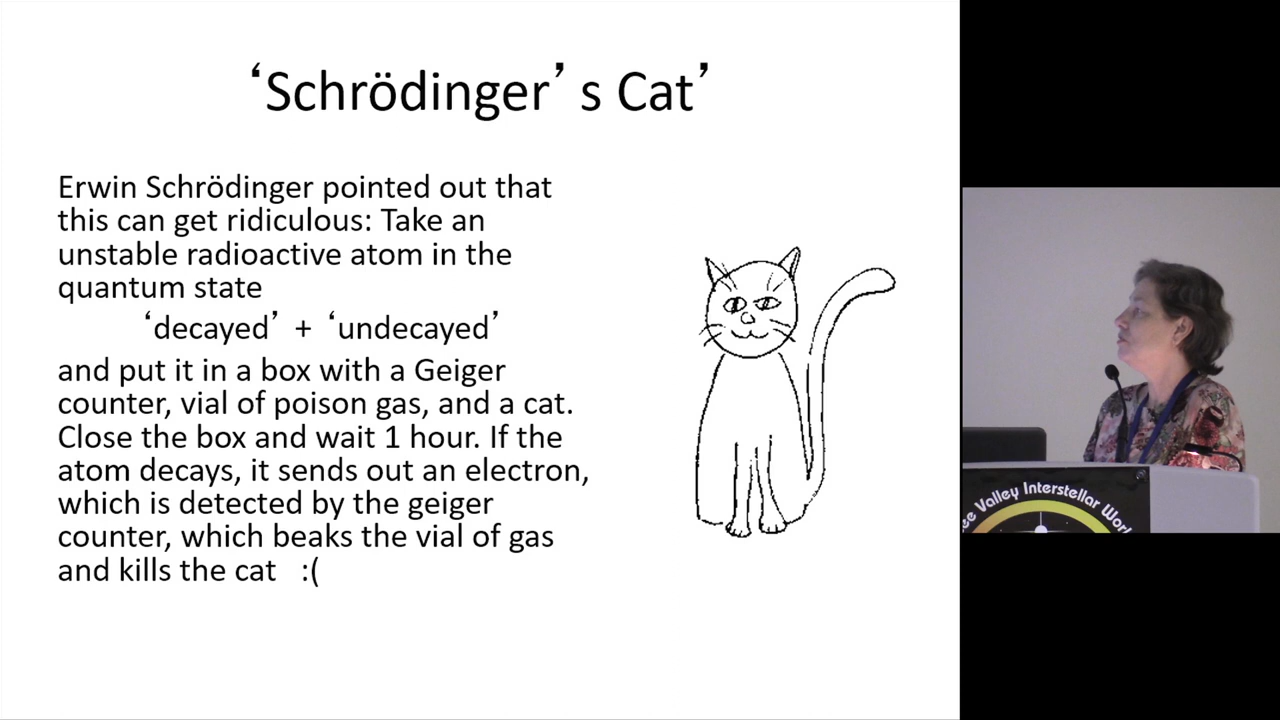 ‘Schrödinger’s Cat’
Erwin Schrödinger pointed out that
this can get ridiculous: Take an
unstable radioactive atom in the
quantum state
‘decayed’ + ‘undecayed’
and put it in a box with a Geiger
counter, vial of poison gas, and a cat.
Close the box and wait 1 hour. If the
atom decays, it sends out an electron,
which is detected by the geiger
counter, which beaks the vial of gas
and kills the cat :(
ee Valley Interstellar Wor